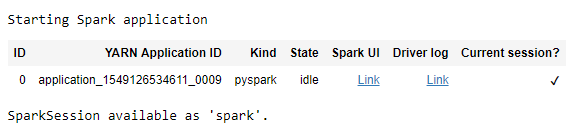 Starting Spark application
ID YARN Application ID Kind State Spark UI Driver log Current session?
0 application_1549126534611_0009 pyspark idle Link Link ✓
SparkSession available as 'spark'.